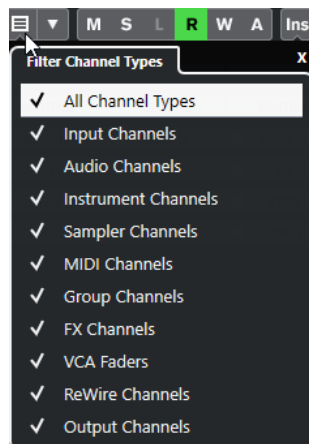 M S L R W A Ins
Filter Channel Types X
All Channel Types
Input Channels
Audio Channels
Instrument Channels
Sampler Channels
MIDI Channels
Group Channels
FX Channels
VCA Faders
ReWire Channels
Output Channels